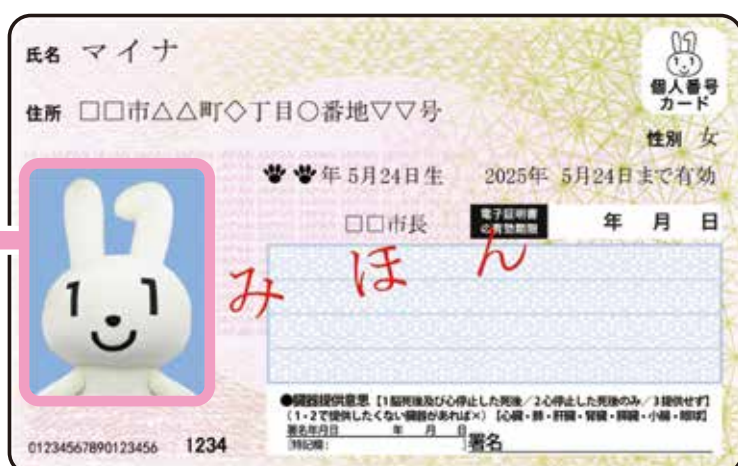 氏名 マイナ
個人番号
カード
住所 □□市△△町◇丁目○番地▽▽号
性別 女
年 5月24日生 2025年 5月24日まで有効
□□市長 電子証明書の有効期限 年 月 日
みほん
1 1
●臓器提供意思【1脳死後及び心停止した死後/2心停止した死後のみ/3提供せず】
(1・2で提供したくない臓器があれば×)【心臓・肺・肝臓・腎臓・膵臓・小腸・眼球】
署名年月日 年 月 日
[特記欄: ]署名
01234567890123456 1234